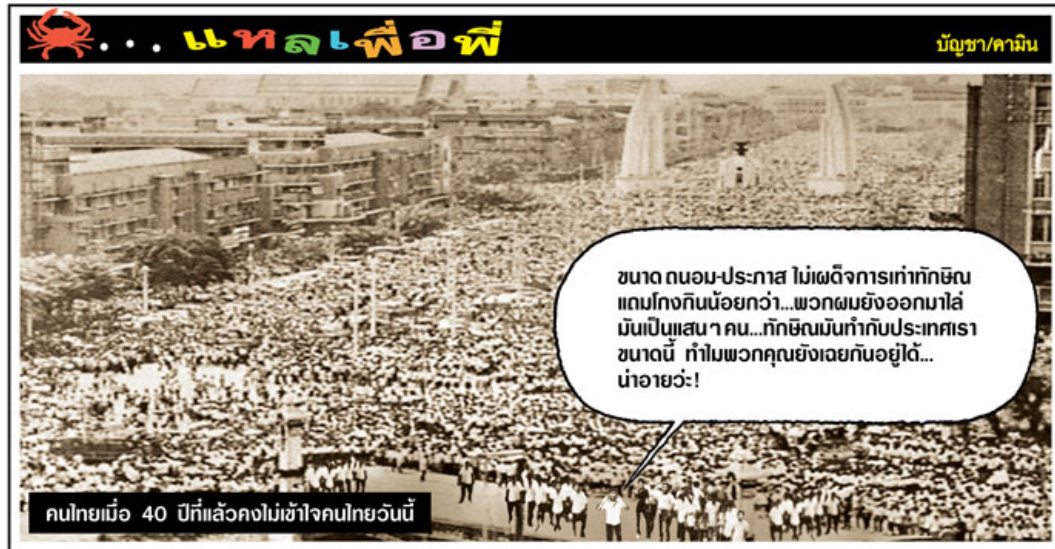 ... แหลเพื่อพี่
บัญชา/คามิน
ขนาด ถนอม-ประภาส ไม่เผด็จการเท่าทักษิณ
แถมโกงกินน้อยกว่า...พวกผมยังออกมาไล่
มันเป็นแสนๆ คน...ทักษิณมันทำกับประเทศเรา
ขนาดนี้ ทำไมพวกคุณยังเฉยกันอยู่ได้...
น่าอายว่ะ!
คนไทยเมื่อ 40 ปีที่แล้วคงไม่เข้าใจคนไทยวันนี้